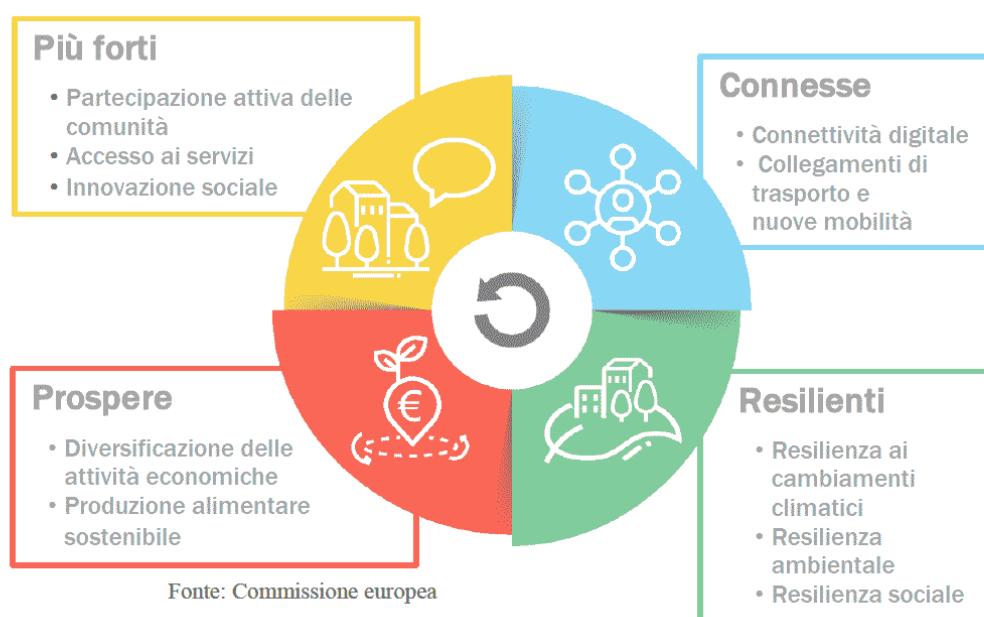 Più forti
• Partecipazione attiva delle
comunità
• Accesso ai servizi
• Innovazione sociale
Connesse
• Connettività digitale
• Collegamenti di
trasporto e
nuove mobilità
Prospere
• Diversificazione delle
attività economiche
• Produzione alimentare
sostenibile
Resilienti
• Resilienza ai
cambiamenti
climatici
• Resilienza
ambientale
• Resilienza sociale
€
Fonte: Commissione europea